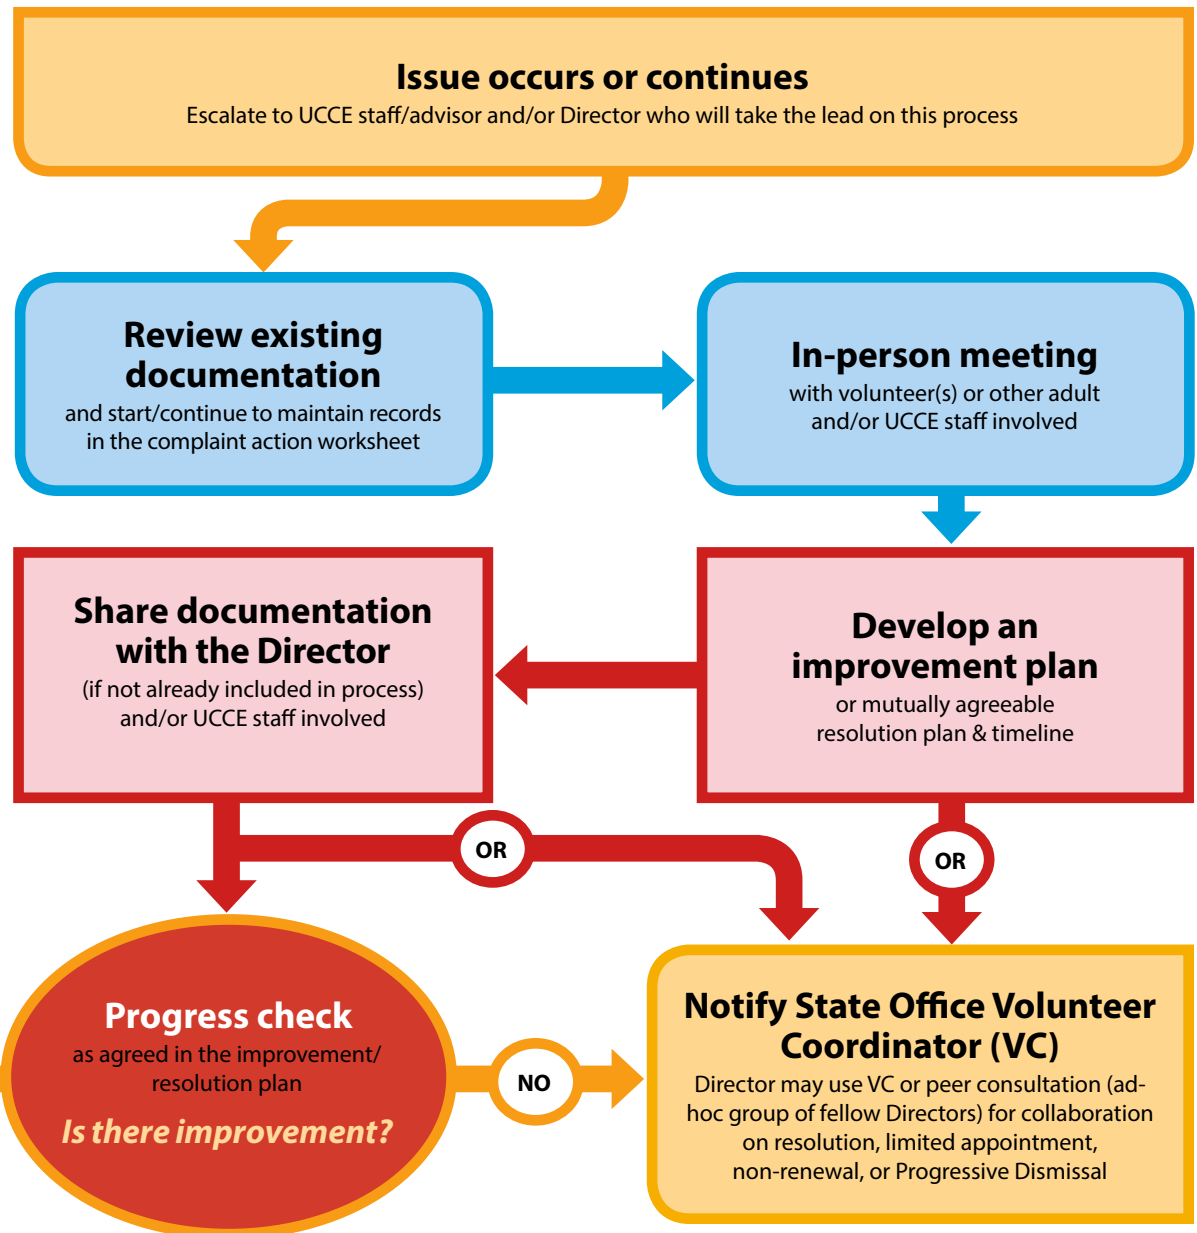 Issue occurs or continues
Escalate to UCCE staff/advisor and/or Director who will take the lead on this process
Review existing
documentation
and start/continue to maintain records
in the complaint action worksheet
In-person meeting
with volunteer(s) or other adult
and/or UCCE staff involved
Share documentation
with the Director
(if not already included in process)
and/or UCCE staff involved
Develop an
improvement plan
or mutually agreeable
resolution plan & timeline
OR
OR
Progress check
as agreed in the improvement/
resolution plan
Is there improvement?
NO
Notify State Office Volunteer
Coordinator (VC)
Director may use VC or peer consultation (ad-
hoc group of fellow Directors) for collaboration
on resolution, limited appointment,
non-renewal, or Progressive Dismissal